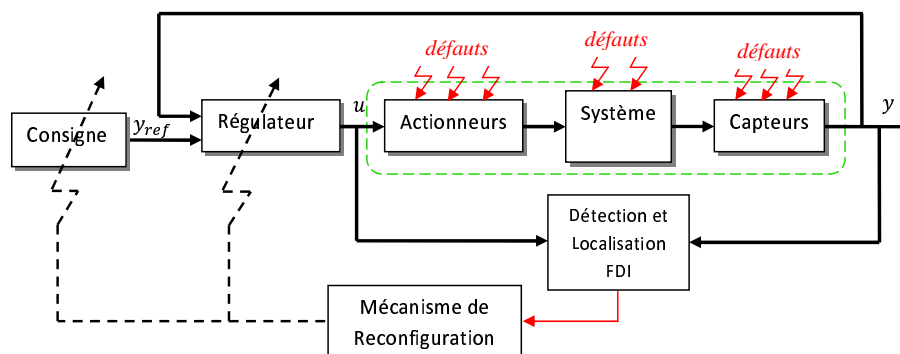 défauts
défauts
défauts
Consigne
y_ref
Régulateur
u
Actionneurs
Système
Capteurs
y
Détection et
Localisation
FDI
Mécanisme de
Reconfiguration